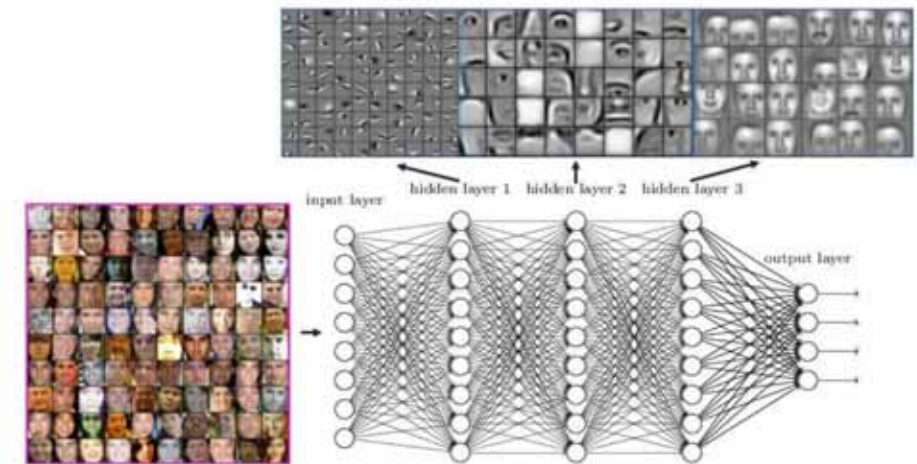 hidden layer 1 hidden layer 2 hidden layer 3
input layer
output layer